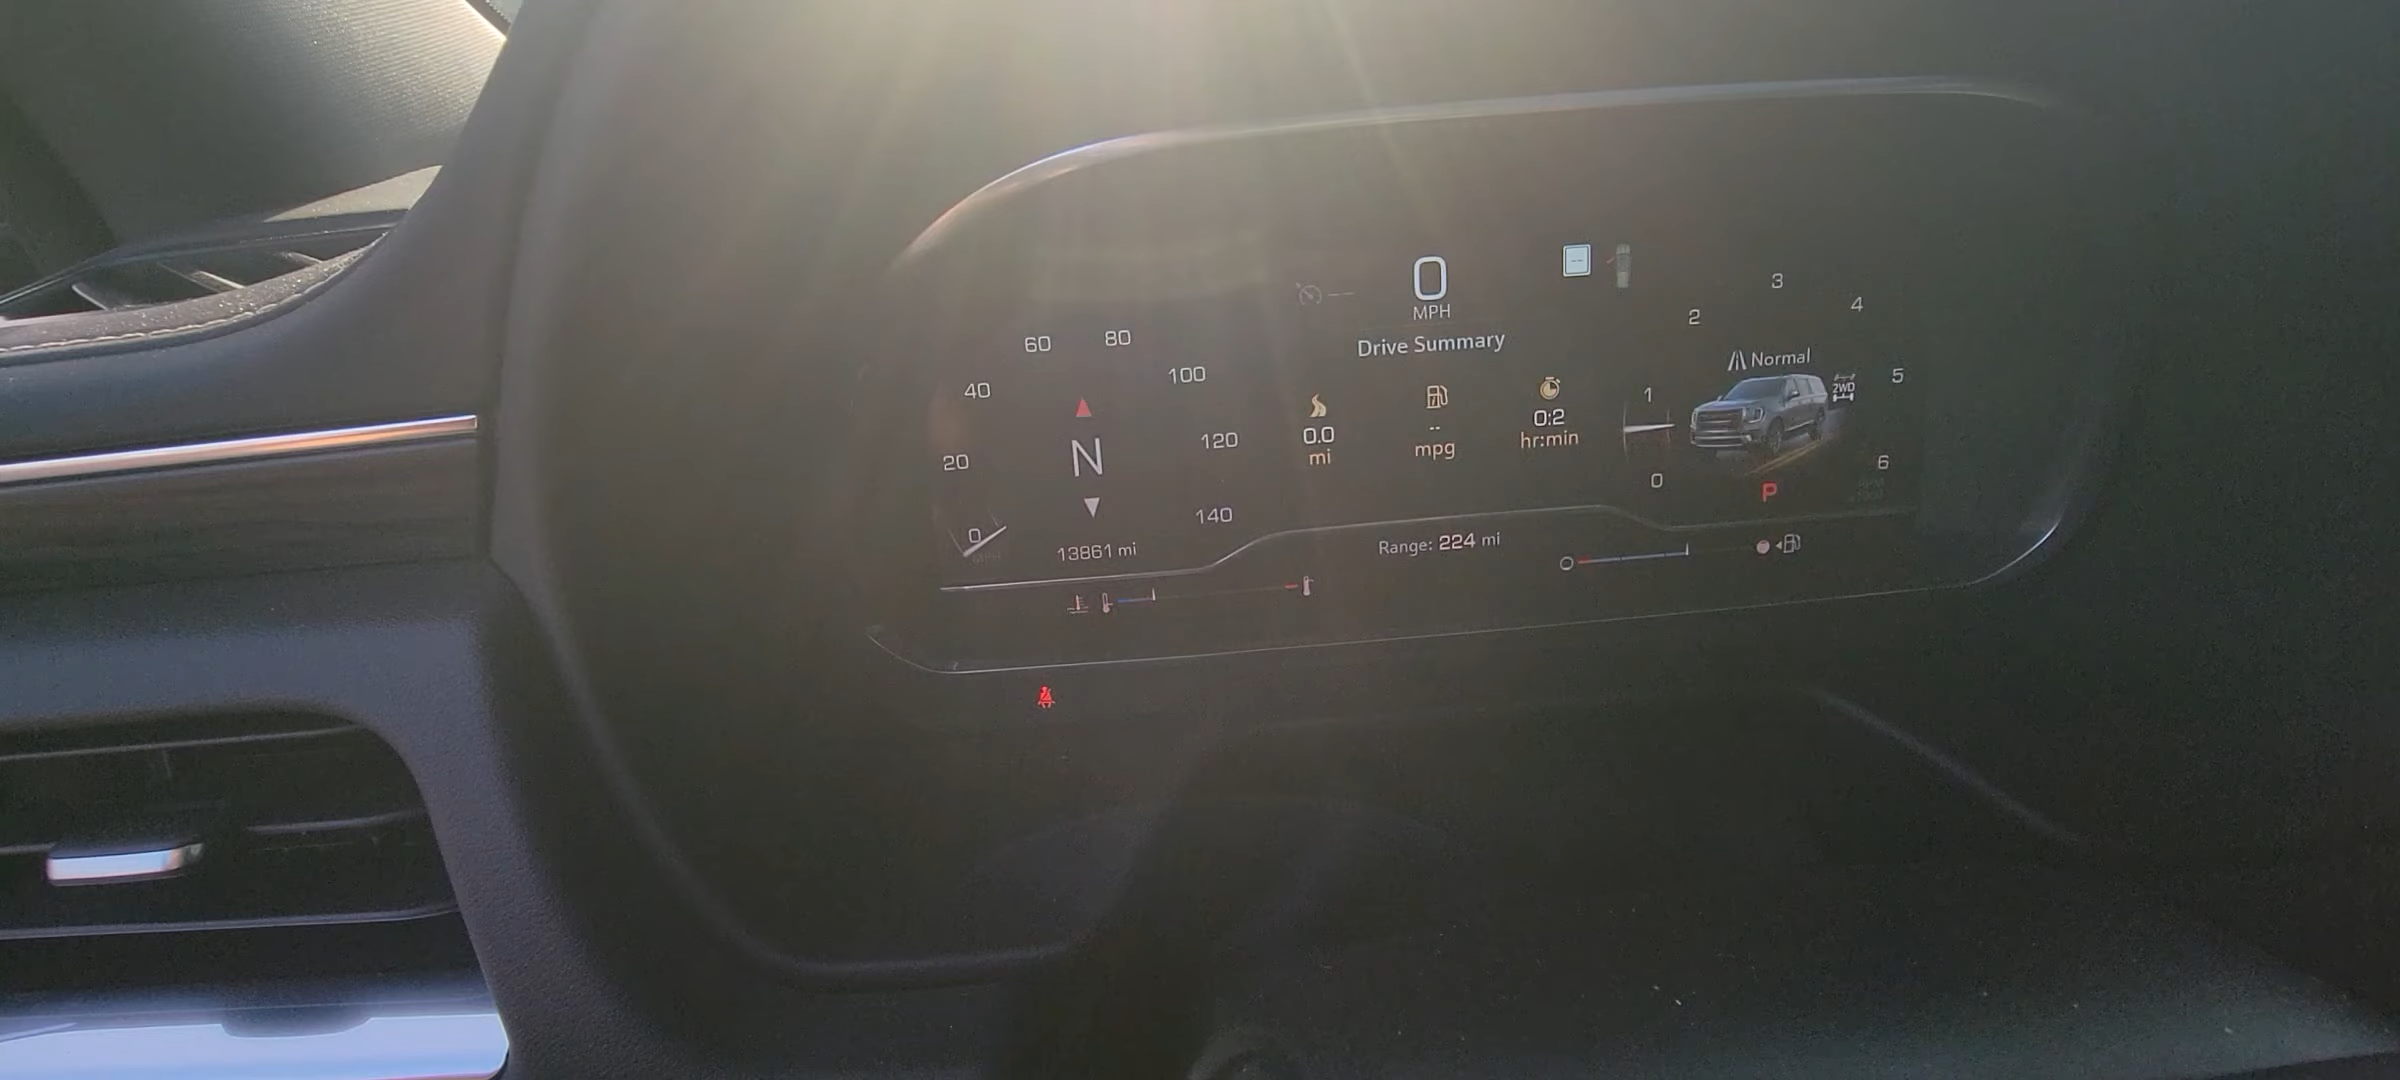 0
MPH
Drive Summary
0.0
mi
--
mpg
0:2
hr:min
0
20
40
60
80
100
120
140
N
13861 mi
Range: 224 mi
0
1
2
3
4
5
6
Normal
2WD
P